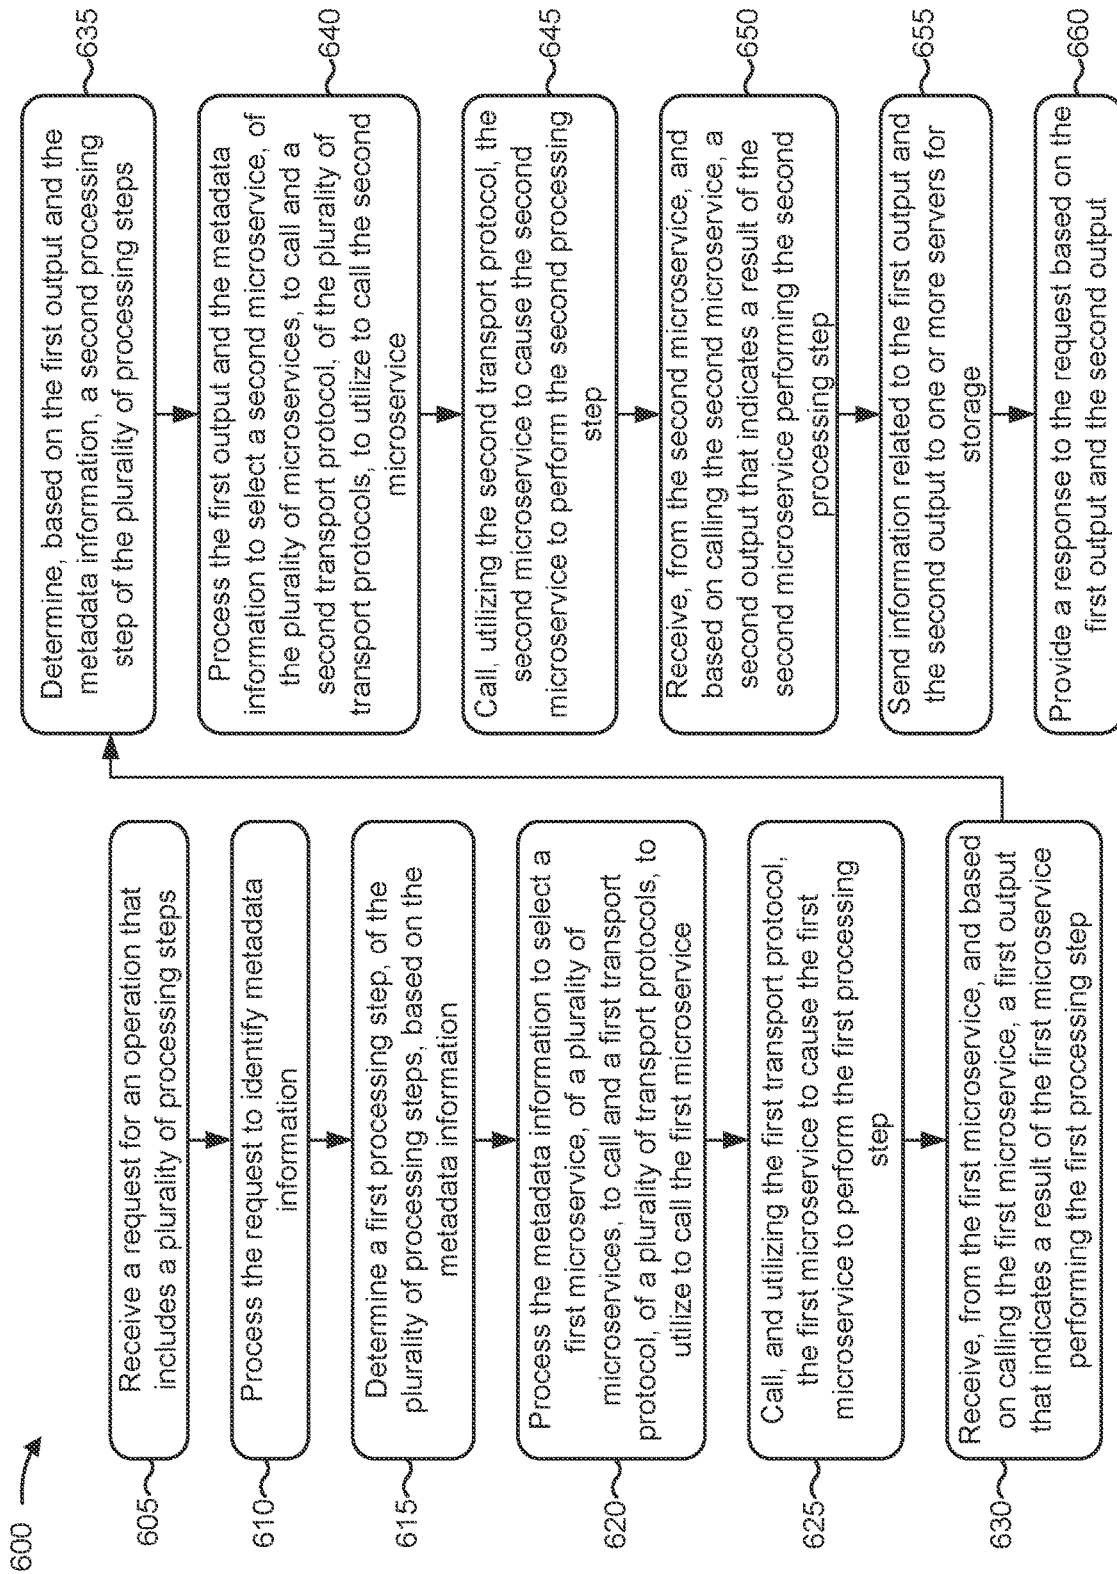 600
605
Receive a request for an operation that
includes a plurality of processing steps
610
Process the request to identify metadata
information
615
Determine a first processing step, of the
plurality of processing steps, based on the
metadata information
620
Process the metadata information to select a
first microservice, of a plurality of
microservices, to call and a first transport
protocol, of a plurality of transport protocols, to
utilize to call the first microservice
625
Call, and utilizing the first transport protocol,
the first microservice to cause the first
microservice to perform the first processing
step
630
Receive, from the first microservice, and based
on calling the first microservice, a first output
that indicates a result of the first microservice
performing the first processing step
635
Determine, based on the first output and the
metadata information, a second processing
step of the plurality of processing steps
640
Process the first output and the metadata
information to select a second microservice, of
the plurality of microservices, to call and a
second transport protocol, of the plurality of
transport protocols, to utilize to call the second
microservice
645
Call, utilizing the second transport protocol, the
second microservice to cause the second
microservice to perform the second processing
step
650
Receive, from the second microservice, and
based on calling the second microservice, a
second output that indicates a result of the
second microservice performing the second
processing step
655
Send information related to the first output and
the second output to one or more servers for
storage
660
Provide a response to the request based on the
first output and the second output